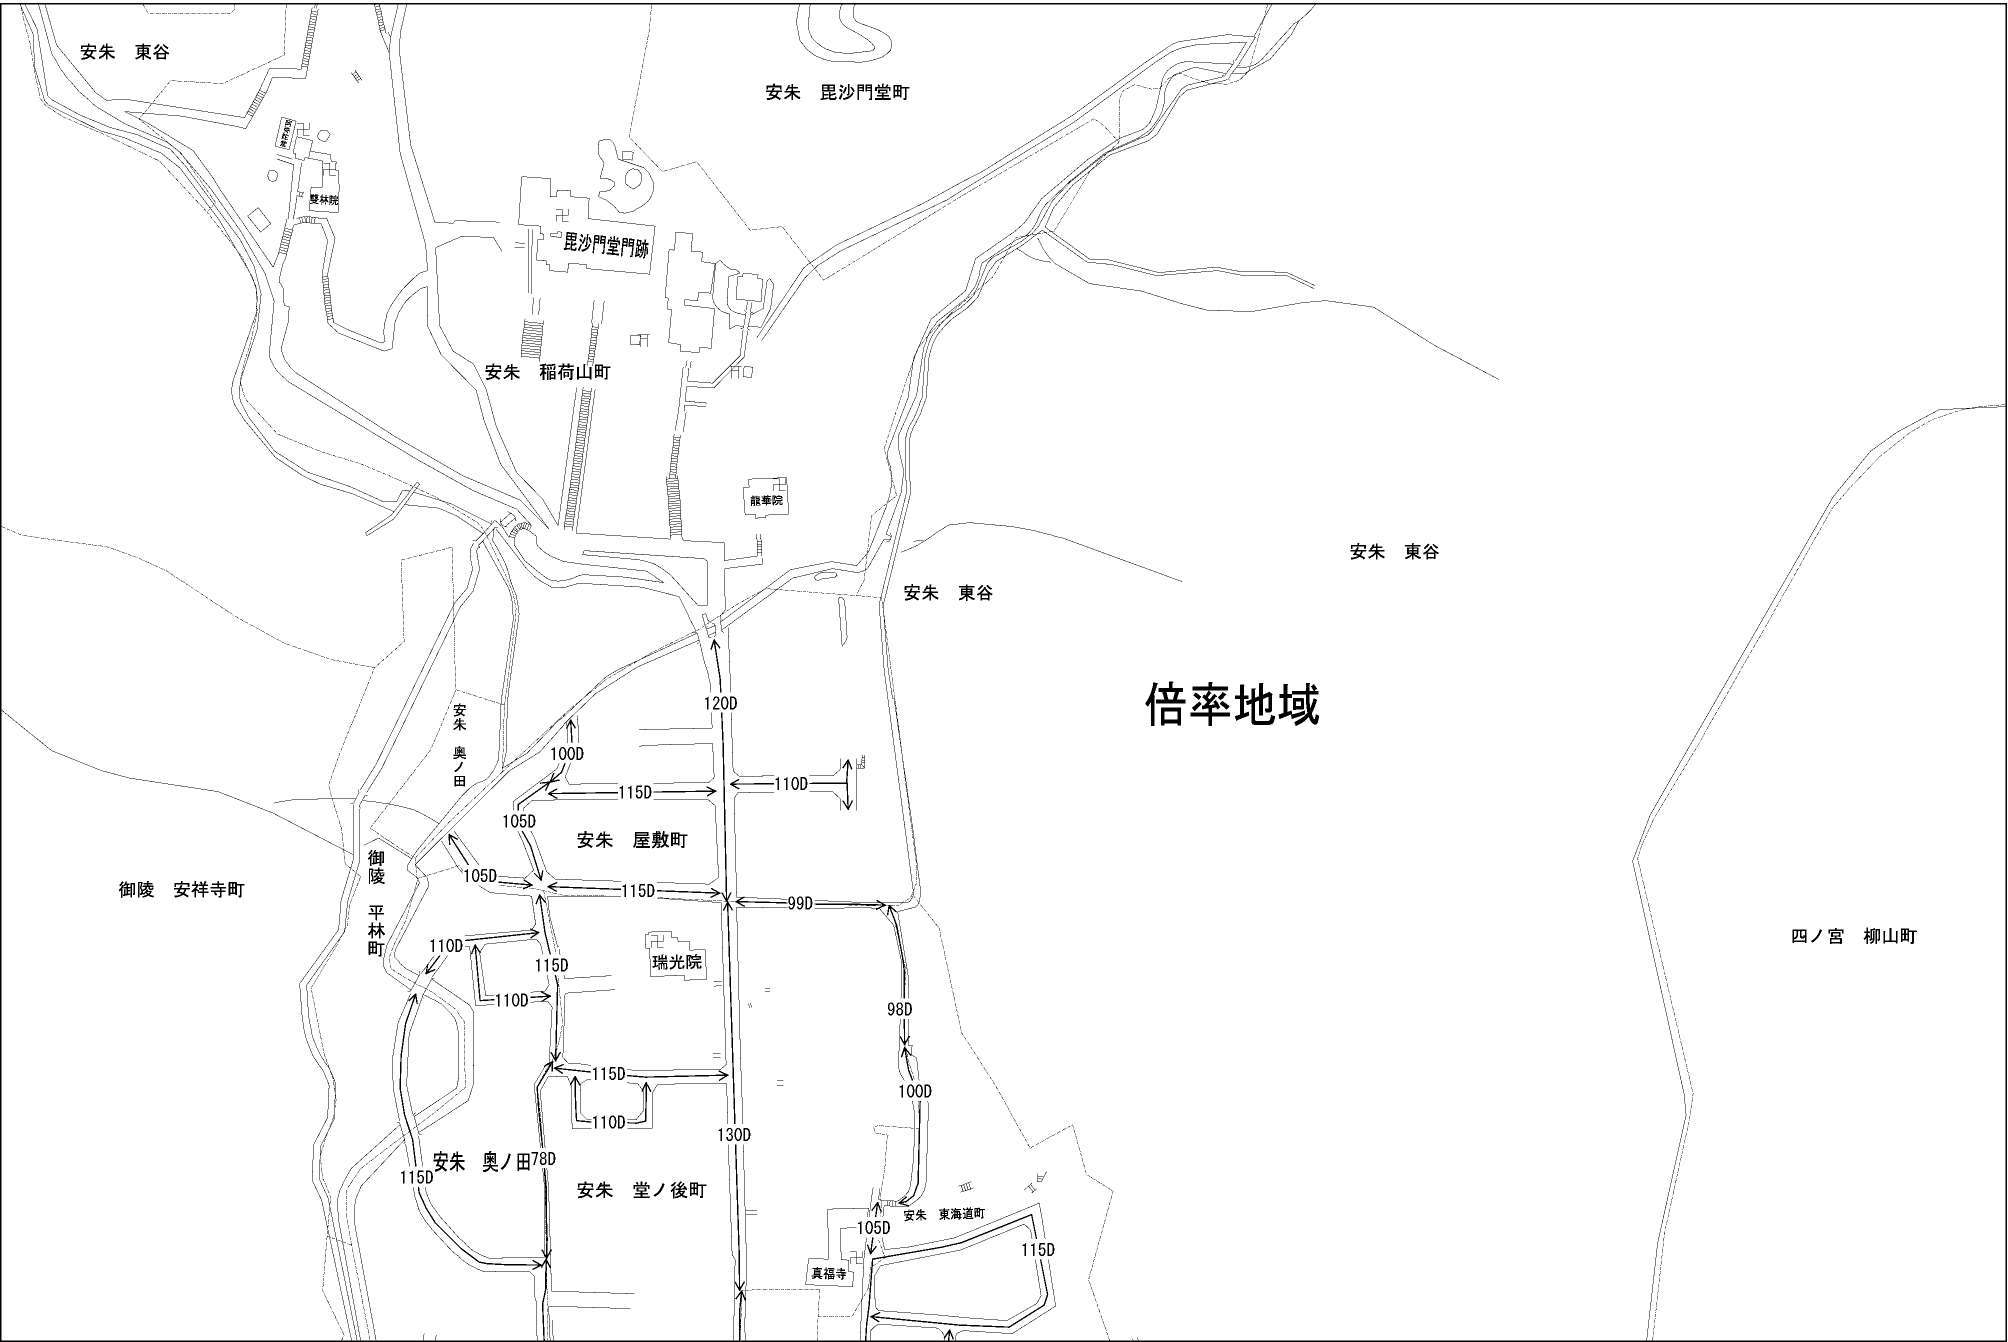 安朱　東谷
安朱　毘沙門堂町
雙林院
毘沙門堂門跡
安朱　稲荷山町
龍華院
安朱　東谷
安朱　東谷
倍率地域
120D
安朱　奥ノ田
100D
115D
110D
105D
安朱　屋敷町
105D
115D
99D
御陵　安祥寺町
御陵　平林町
110D
115D
瑞光院
四ノ宮　柳山町
110D
98D
115D
100D
110D
130D
115D
安朱　奥ノ田
78D
安朱　堂ノ後町
安朱　東海道町
105D
115D
真福寺